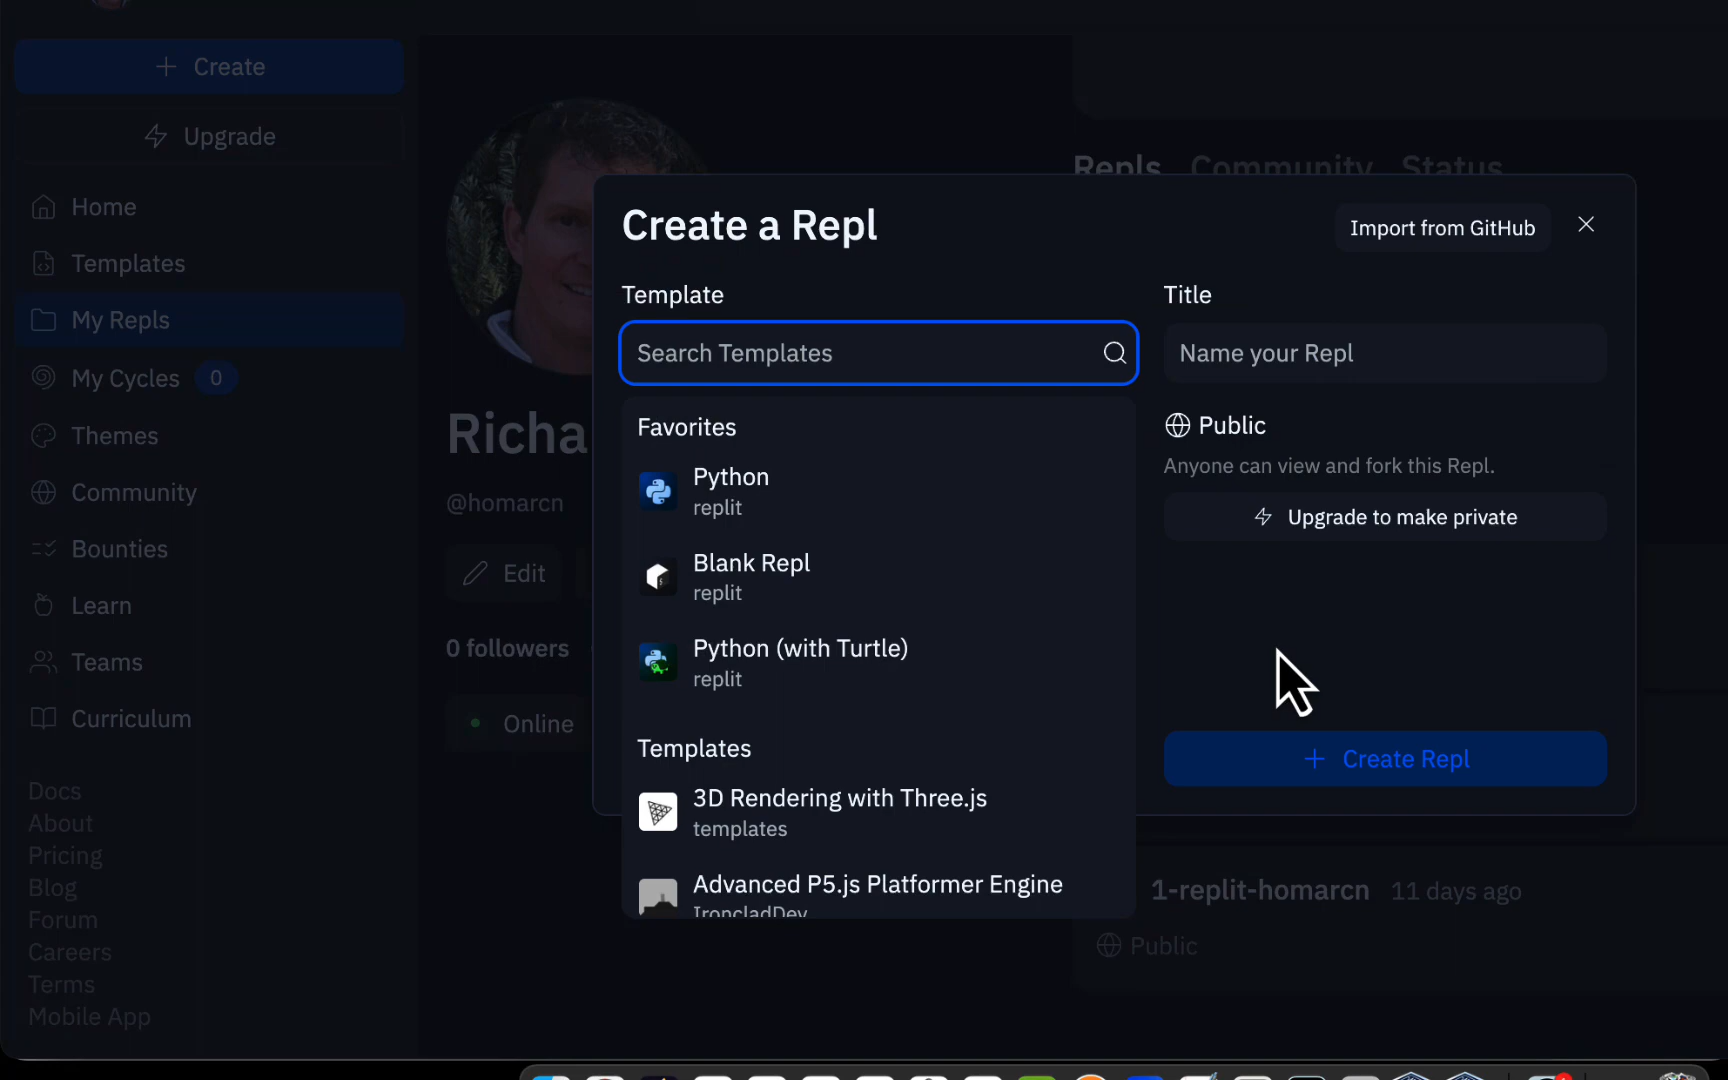 Create
Upgrade
Home
Templates
My Repls
My Cycles 0
Themes
Community
Bounties
Learn
Teams
Curriculum
Docs
About
Pricing
Blog
Forum
Careers
Terms
Mobile App
Richa
@homarcn
Edit
0 followers
Online
Repls Community Status
Create a Repl
Import from GitHub
Template
Search Templates
Favorites
Python
replit
Blank Repl
replit
Python (with Turtle)
replit
Templates
3D Rendering with Three.js
templates
Advanced P5.js Platformer Engine
IroncladDev
Title
Name your Repl
Public
Anyone can view and fork this Repl.
Upgrade to make private
Create Repl
1-replit-homarcn 11 days ago
Public